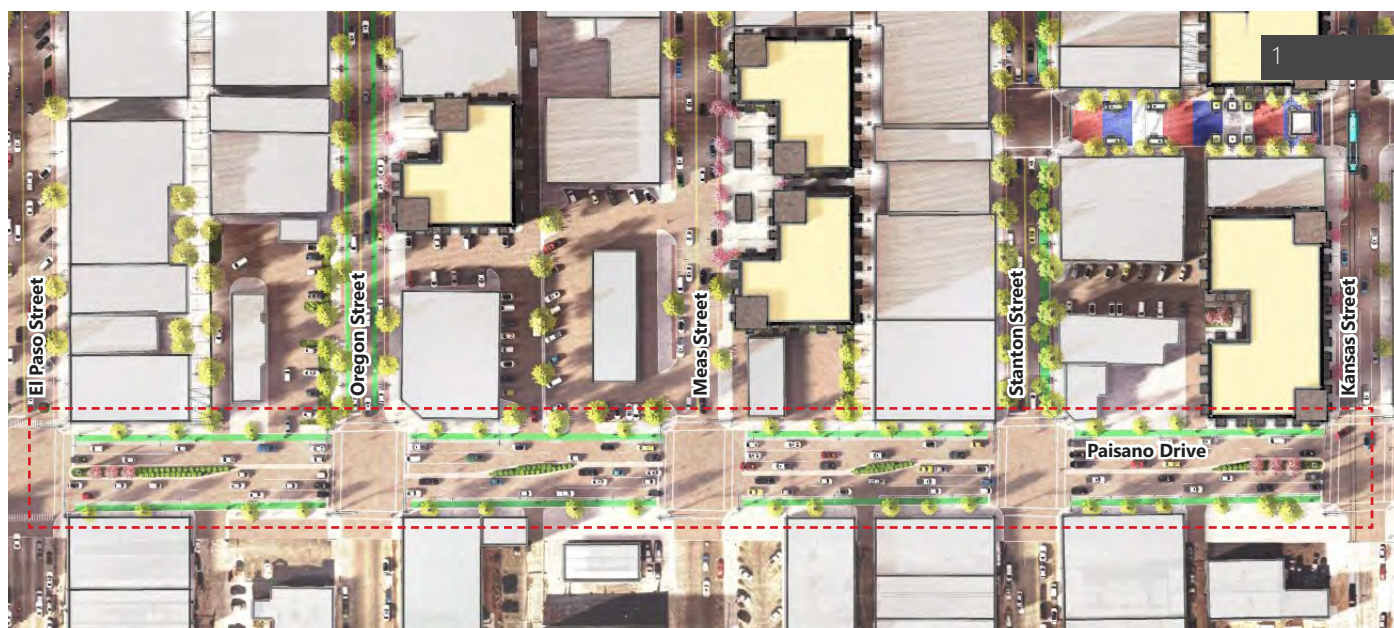 1
El Paso Street
Oregon Street
Meas Street
Stanton Street
Kansas Street
Paisano Drive